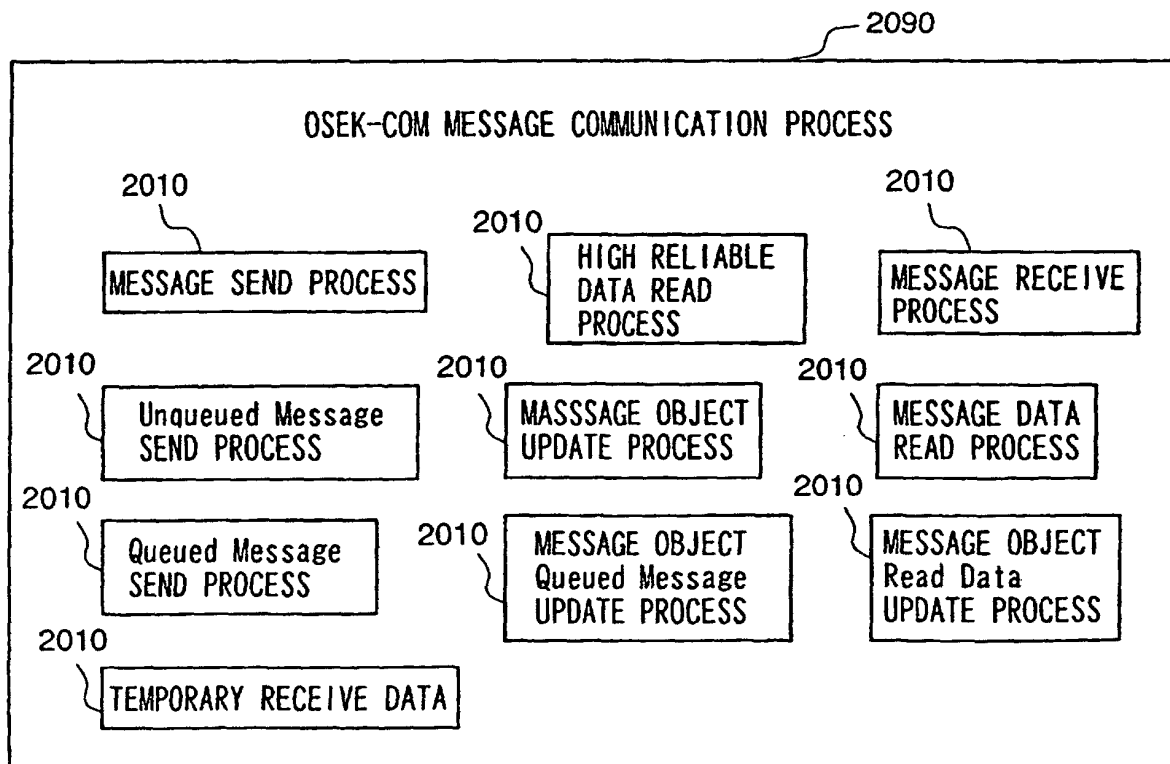 2090
OSEK-COM MESSAGE COMMUNICATION PROCESS
2010
MESSAGE SEND PROCESS
2010
HIGH RELIABLE
DATA READ
PROCESS
2010
MESSAGE RECEIVE
PROCESS
2010
Unqueued Message
SEND PROCESS
2010
MASSSAGE OBJECT
UPDATE PROCESS
2010
MESSAGE DATA
READ PROCESS
2010
Queued Message
SEND PROCESS
2010
MESSAGE OBJECT
Queued Message
UPDATE PROCESS
2010
MESSAGE OBJECT
Read Data
UPDATE PROCESS
2010
TEMPORARY RECEIVE DATA